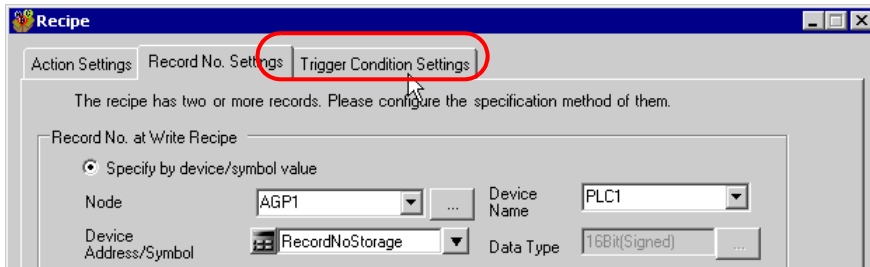 Recipe
Action Settings Record No. Settings Trigger Condition Settings
The recipe has two or more records. Please configure the specification method of them.
Record No. at Write Recipe
Specify by device/symbol value
Node AGP1 ... Device Name PLC1
Device Address/Symbol RecordNoStorage Data Type 16Bit(Signed) ...